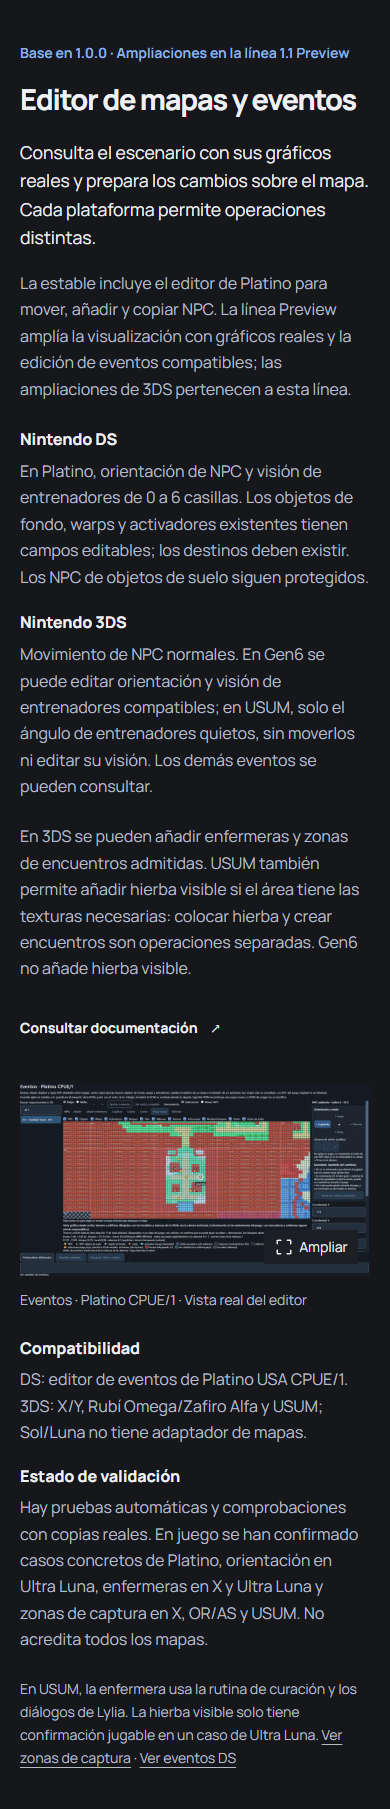 Base en 1.0.0 · Ampliaciones en la línea 1.1 Preview
Editor de mapas y eventos
Consulta el escenario con sus gráficos
reales y prepara los cambios sobre el mapa.
Cada plataforma permite operaciones
distintas.
La estable incluye el editor de Platino para
mover, añadir y copiar NPC. La línea Preview
amplía la visualización con gráficos reales y la
edición de eventos compatibles; las
ampliaciones de 3DS pertenecen a esta línea.
Nintendo DS
En Platino, orientación de NPC y visión de
entrenadores de 0 a 6 casillas. Los objetos de
fondo, warps y activadores existentes tienen
campos editables; los destinos deben existir.
Los NPC de objetos de suelo siguen protegidos.
Nintendo 3DS
Movimiento de NPC normales. En Gen6 se
puede editar orientación y visión de
entrenadores compatibles; en USUM, solo el
ángulo de entrenadores quietos, sin moverlos
ni editar su visión. Los demás eventos se
pueden consultar.
En 3DS se pueden añadir enfermeras y zonas
de encuentros admitidas. USUM también
permite añadir hierba visible si el área tiene las
texturas necesarias: colocar hierba y crear
encuentros son operaciones separadas. Gen6
no añade hierba visible.
Consultar documentación ↗
Eventos · Platino CPUE/1
Ampliar
Eventos · Platino CPUE/1 · Vista real del editor
Compatibilidad
DS: editor de eventos de Platino USA CPUE/1.
3DS: X/Y, Rubí Omega/Zafiro Alfa y USUM;
Sol/Luna no tiene adaptador de mapas.
Estado de validación
Hay pruebas automáticas y comprobaciones
con copias reales. En juego se han confirmado
casos concretos de Platino, orientación en
Ultra Luna, enfermeras en X y Ultra Luna y
zonas de captura en X, OR/AS y USUM. No
acredita todos los mapas.
En USUM, la enfermera usa la rutina de curación y los
diálogos de Lylia. La hierba visible solo tiene
confirmación jugable en un caso de Ultra Luna. Ver
zonas de captura · Ver eventos DS